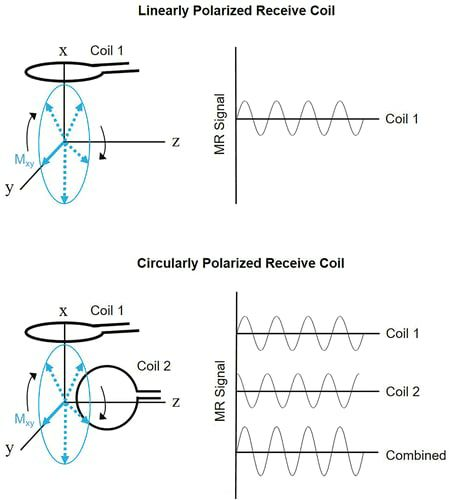 Linearly Polarized Receive Coil
x
Coil 1
z
Mxy
y
MR Signal
Coil 1
Circularly Polarized Receive Coil
x
Coil 1
Coil 2
z
Mxy
y
MR Signal
Coil 1
Coil 2
Combined